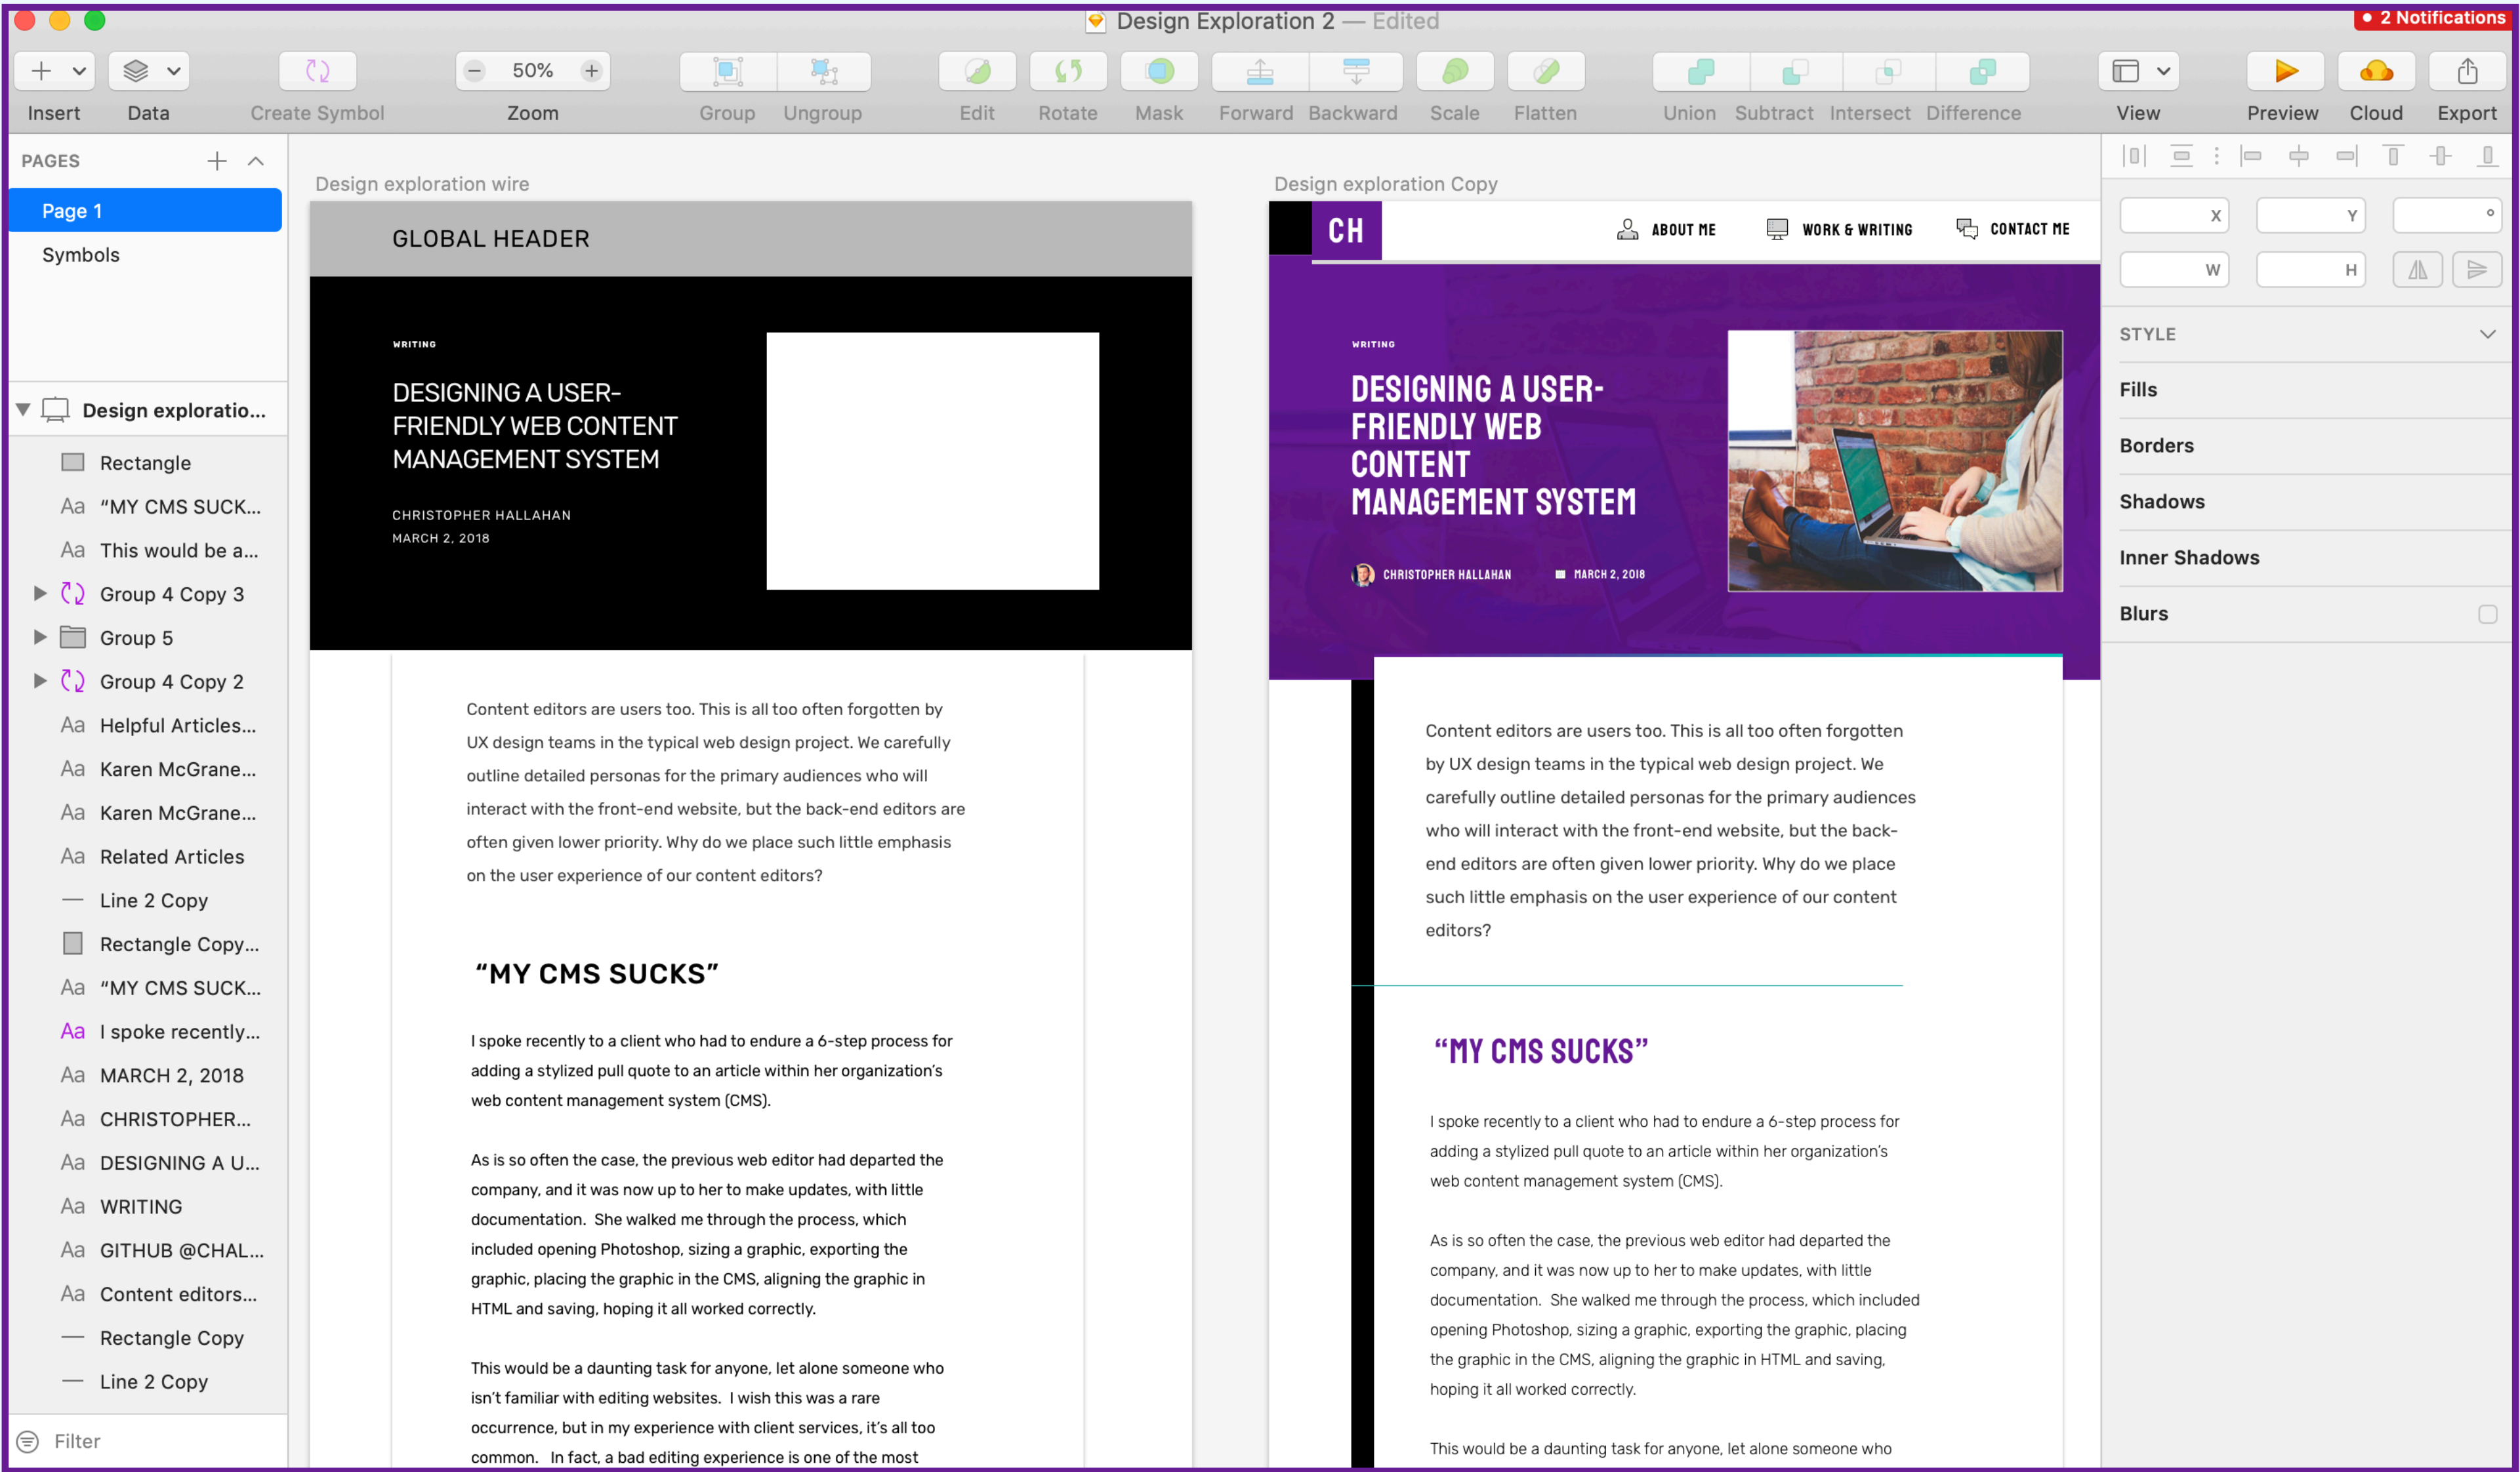 Design Exploration 2 — Edited
2 Notifications
50%
Insert
Data
Create Symbol
Zoom
Group
Ungroup
Edit
Rotate
Mask
Forward
Backward
Scale
Flatten
Union
Subtract
Intersect
Difference
View
Preview
Cloud
Export
PAGES
Page 1
Symbols
Design exploratio...
Rectangle
Aa “MY CMS SUCK...
Aa This would be a...
Group 4 Copy 3
Group 5
Group 4 Copy 2
Aa Helpful Articles...
Aa Karen McGrane...
Aa Karen McGrane...
Aa Related Articles
Line 2 Copy
Rectangle Copy...
Aa “MY CMS SUCK...
Aa I spoke recently...
Aa MARCH 2, 2018
Aa CHRISTOPHER...
Aa DESIGNING A U...
Aa WRITING
Aa GITHUB @CHAL...
Aa Content editors...
Rectangle Copy
Line 2 Copy
Filter
Design exploration wire
GLOBAL HEADER
WRITING
DESIGNING A USER-
FRIENDLY WEB CONTENT
MANAGEMENT SYSTEM
CHRISTOPHER HALLAHAN
MARCH 2, 2018
Content editors are users too. This is all too often forgotten by
UX design teams in the typical web design project. We carefully
outline detailed personas for the primary audiences who will
interact with the front-end website, but the back-end editors are
often given lower priority. Why do we place such little emphasis
on the user experience of our content editors?
“MY CMS SUCKS”
I spoke recently to a client who had to endure a 6-step process for
adding a stylized pull quote to an article within her organization’s
web content management system (CMS).
As is so often the case, the previous web editor had departed the
company, and it was now up to her to make updates, with little
documentation.  She walked me through the process, which
included opening Photoshop, sizing a graphic, exporting the
graphic, placing the graphic in the CMS, aligning the graphic in
HTML and saving, hoping it all worked correctly.
This would be a daunting task for anyone, let alone someone who
isn’t familiar with editing websites.  I wish this was a rare
occurrence, but in my experience with client services, it’s all too
common.   In fact, a bad editing experience is one of the most
Design exploration Copy
CH
ABOUT ME
WORK & WRITING
CONTACT ME
WRITING
DESIGNING A USER-
FRIENDLY WEB
CONTENT
MANAGEMENT SYSTEM
CHRISTOPHER HALLAHAN
MARCH 2, 2018
Content editors are users too. This is all too often forgotten
by UX design teams in the typical web design project. We
carefully outline detailed personas for the primary audiences
who will interact with the front-end website, but the back-
end editors are often given lower priority. Why do we place
such little emphasis on the user experience of our content
editors?
“MY CMS SUCKS”
I spoke recently to a client who had to endure a 6-step process for
adding a stylized pull quote to an article within her organization’s
web content management system (CMS).
As is so often the case, the previous web editor had departed the
company, and it was now up to her to make updates, with little
documentation.  She walked me through the process, which included
opening Photoshop, sizing a graphic, exporting the graphic, placing
the graphic in the CMS, aligning the graphic in HTML and saving,
hoping it all worked correctly.
This would be a daunting task for anyone, let alone someone who
X
Y
°
W
H
STYLE
Fills
Borders
Shadows
Inner Shadows
Blurs